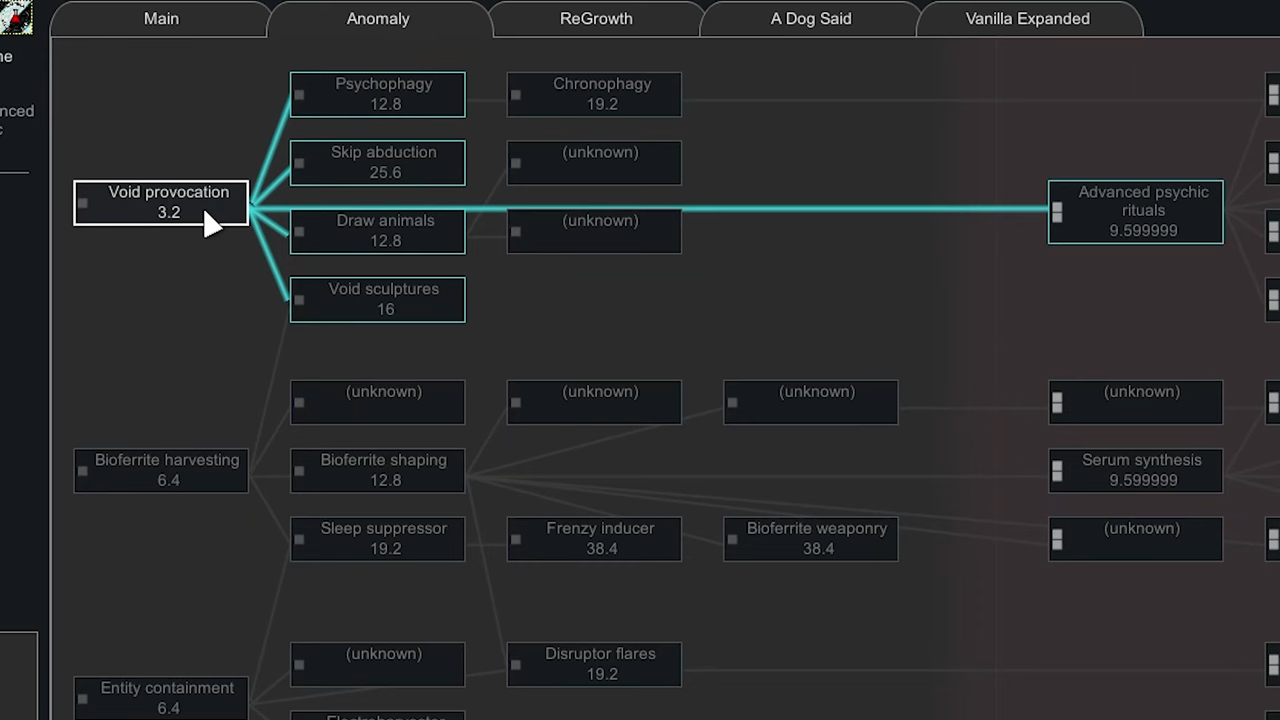 Main
Anomaly
ReGrowth
A Dog Said
Vanilla Expanded
Psychophagy
12.8
Chronophagy
19.2
Skip abduction
25.6
(unknown)
Void provocation
3.2
Draw animals
12.8
(unknown)
Advanced psychic
rituals
9.599999
Void sculptures
16
(unknown)
(unknown)
(unknown)
(unknown)
Bioferrite harvesting
6.4
Bioferrite shaping
12.8
Serum synthesis
9.599999
Sleep suppressor
19.2
Frenzy inducer
38.4
Bioferrite weaponry
38.4
(unknown)
(unknown)
Disruptor flares
19.2
Entity containment
6.4